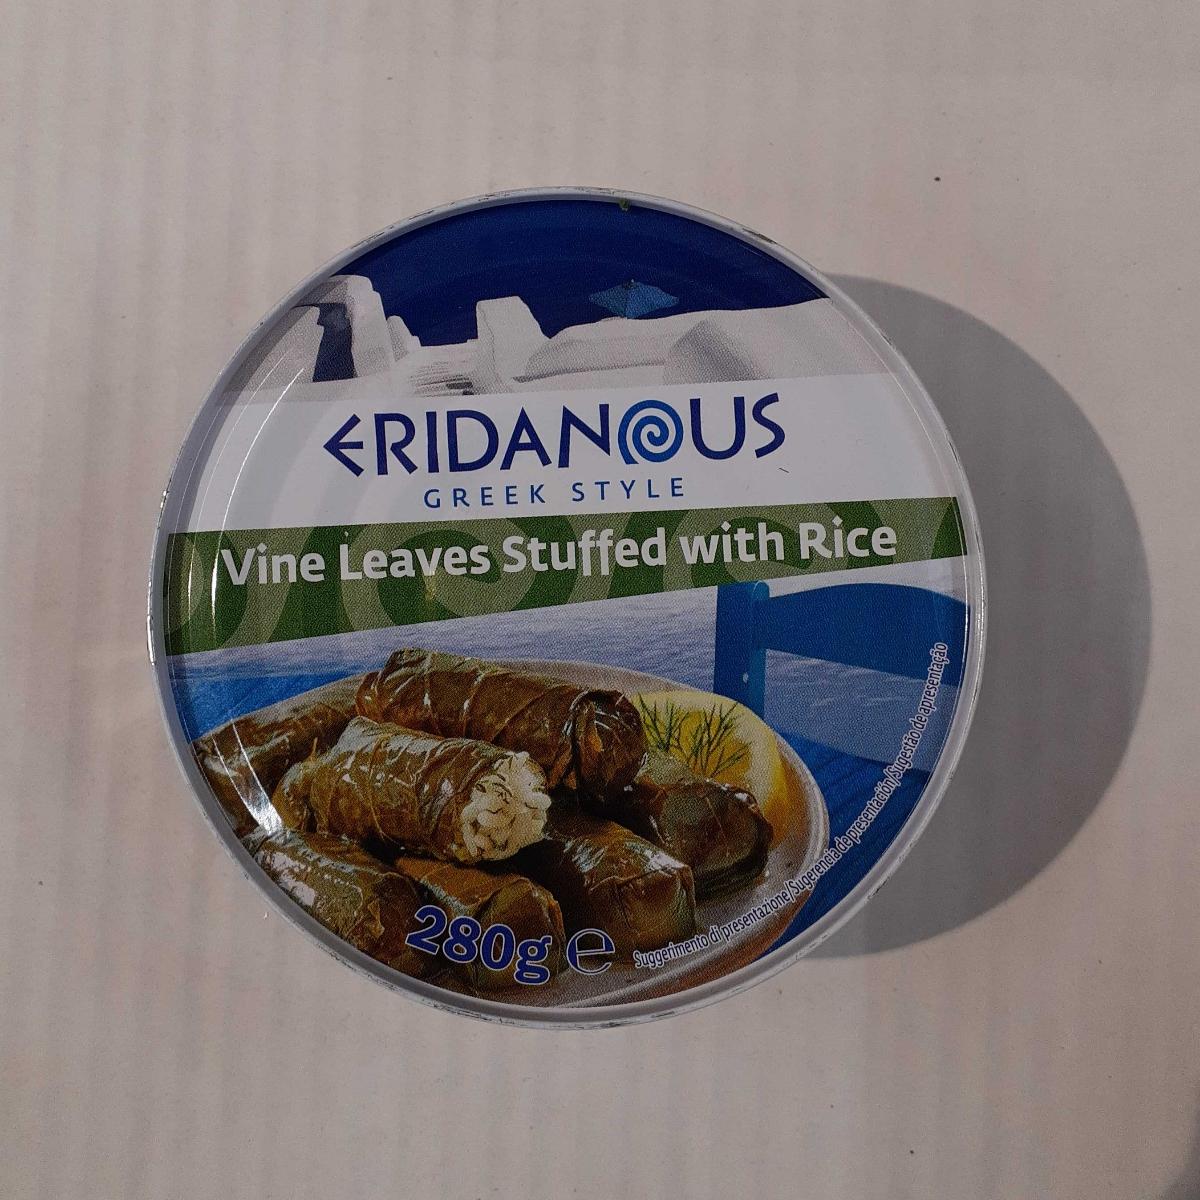 ERIDANOUS
GREEK STYLE
Vine Leaves Stuffed with Rice
280g ℮
Suggerimento di presentazione/Sugerencia de presentación/Sugestão de apresentação